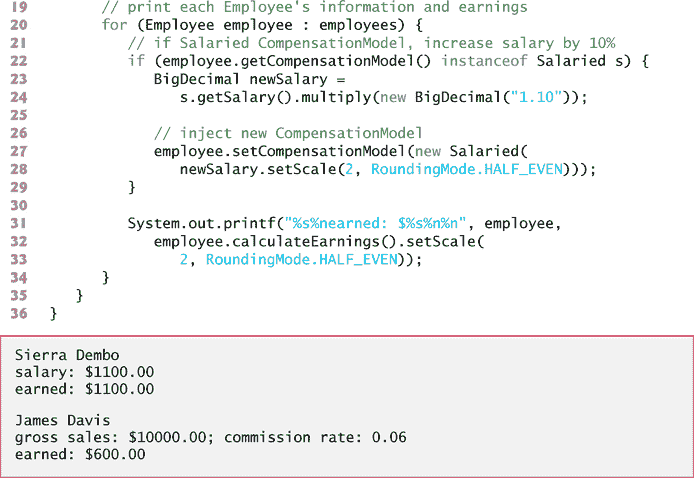 19 // print each Employee's information and earnings
20 for (Employee employee : employees) {
21 // if Salaried CompensationModel, increase salary by 10%
22 if (employee.getCompensationModel() instanceof Salaried s) {
23 BigDecimal newSalary =
24 s.getSalary().multiply(new BigDecimal("1.10"));
25
26 // inject new CompensationModel
27 employee.setCompensationModel(new Salaried(
28 newSalary.setScale(2, RoundingMode.HALF_EVEN)));
29 }
30
31 System.out.printf("%s%nearned: $%s%n%n", employee,
32 employee.calculateEarnings().setScale(
33 2, RoundingMode.HALF_EVEN));
34 }
35 }
36 }
Sierra Dembo
salary: $1100.00
earned: $1100.00
James Davis
gross sales: $10000.00; commission rate: 0.06
earned: $600.00